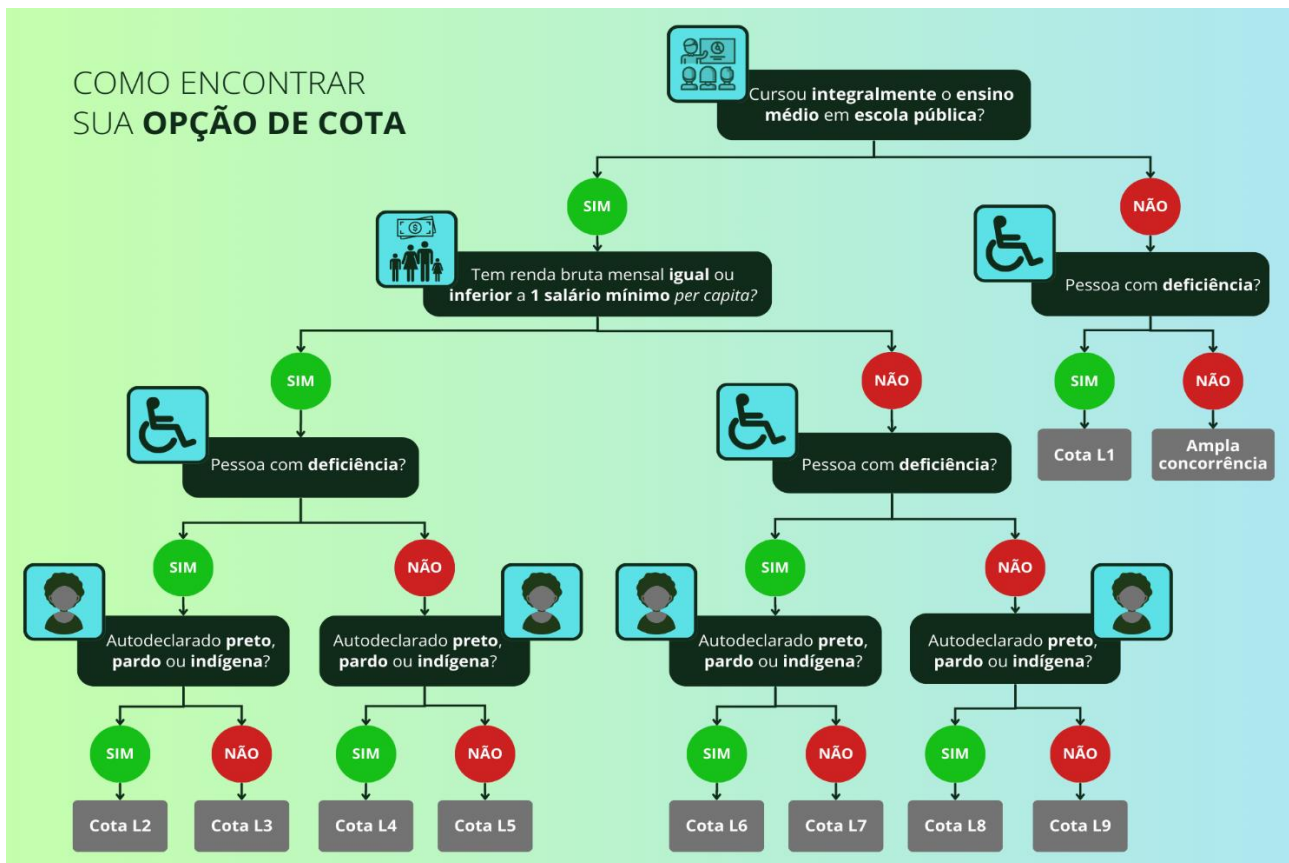 COMO ENCONTRAR
SUA OPÇÃO DE COTA
Cursou integralmente o ensino
médio em escola pública?
SIM
NÃO
Tem renda bruta mensal igual ou
inferior a 1 salário mínimo per capita?
Pessoa com deficiência?
SIM
NÃO
SIM
NÃO
Cota L1
Ampla
concorrência
Pessoa com deficiência?
Pessoa com deficiência?
SIM
NÃO
SIM
NÃO
Autodeclarado preto,
pardo ou indígena?
Autodeclarado preto,
pardo ou indígena?
Autodeclarado preto,
pardo ou indígena?
Autodeclarado preto,
pardo ou indígena?
SIM
NÃO
SIM
NÃO
SIM
NÃO
SIM
NÃO
Cota L2
Cota L3
Cota L4
Cota L5
Cota L6
Cota L7
Cota L8
Cota L9